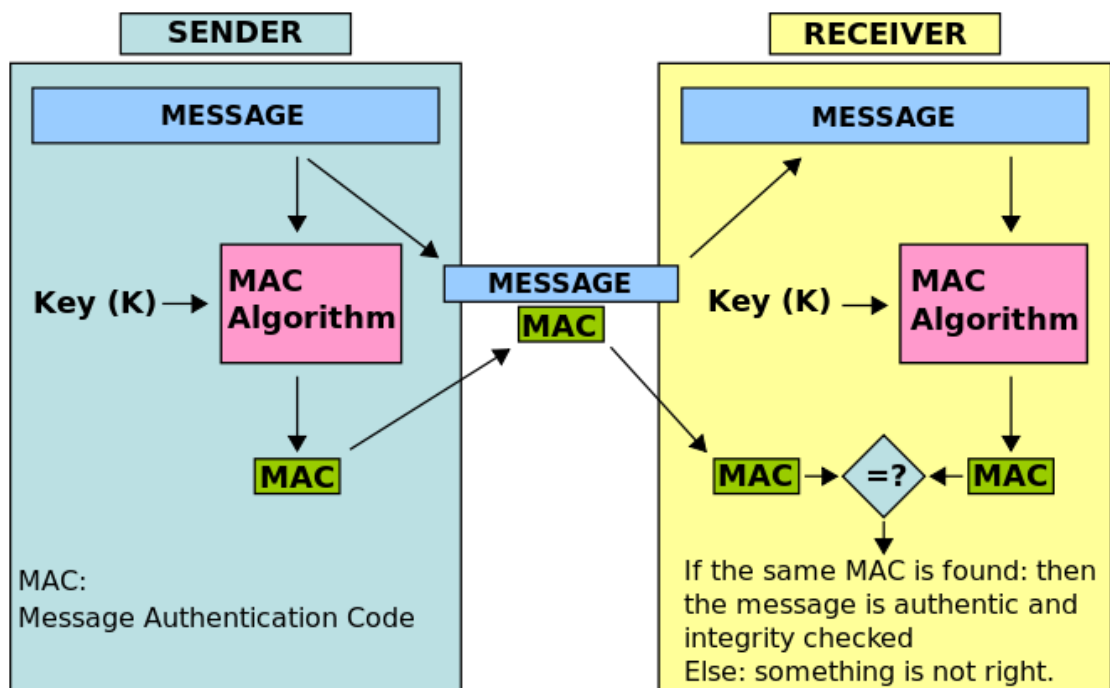 SENDER
MESSAGE
Key (K)
MAC
Algorithm
MAC
MAC:
Message Authentication Code
MESSAGE
MAC
RECEIVER
MESSAGE
Key (K)
MAC
Algorithm
MAC
=?
MAC
If the same MAC is found: then
the message is authentic and
integrity checked
Else: something is not right.